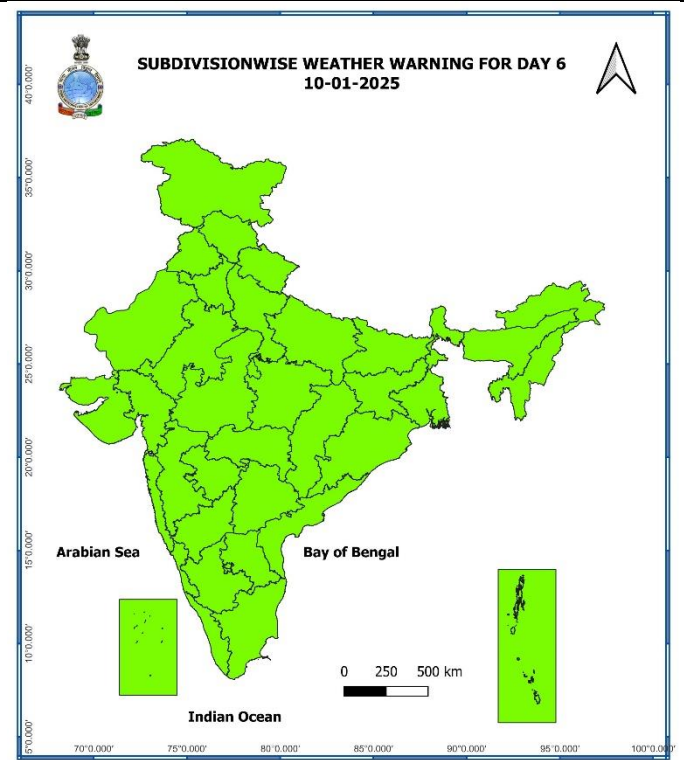 SUBDIVISIONWISE WEATHER WARNING FOR DAY 6
10-01-2025
40°0.000'
35°0.000'
30°0.000'
25°0.000'
20°0.000'
15°0.000'
10°0.000'
5°0.000'
Arabian Sea
Bay of Bengal
0 250 500 km
Indian Ocean
70°0.000' 75°0.000' 80°0.000' 85°0.000' 90°0.000' 95°0.000' 100°0.000'